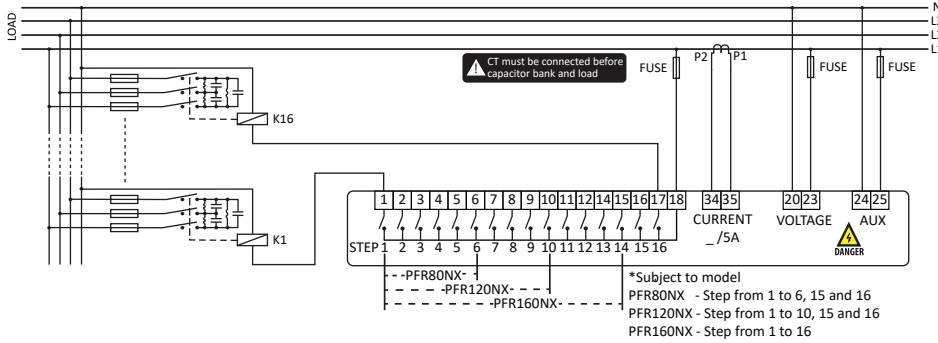 N
LOAD
CT must be connected before
capacitor bank and load
FUSE
P2
P1
FUSE
FUSE
K16
K1
1 2 3 4 5 6 7 8 9 10 11 12 14 15 16 17 18
34 35
20 23
24 25
CURRENT
_ /5A
VOLTAGE
AUX
DANGER
STEP 1 2 3 4 5 6 7 8 9 10 11 12 13 14 15 16
PFR80NX
PFR120NX
PFR160NX
*Subject to model
PFR80NX - Step from 1 to 6, 15 and 16
PFR120NX - Step from 1 to 10, 15 and 16
PFR160NX - Step from 1 to 16